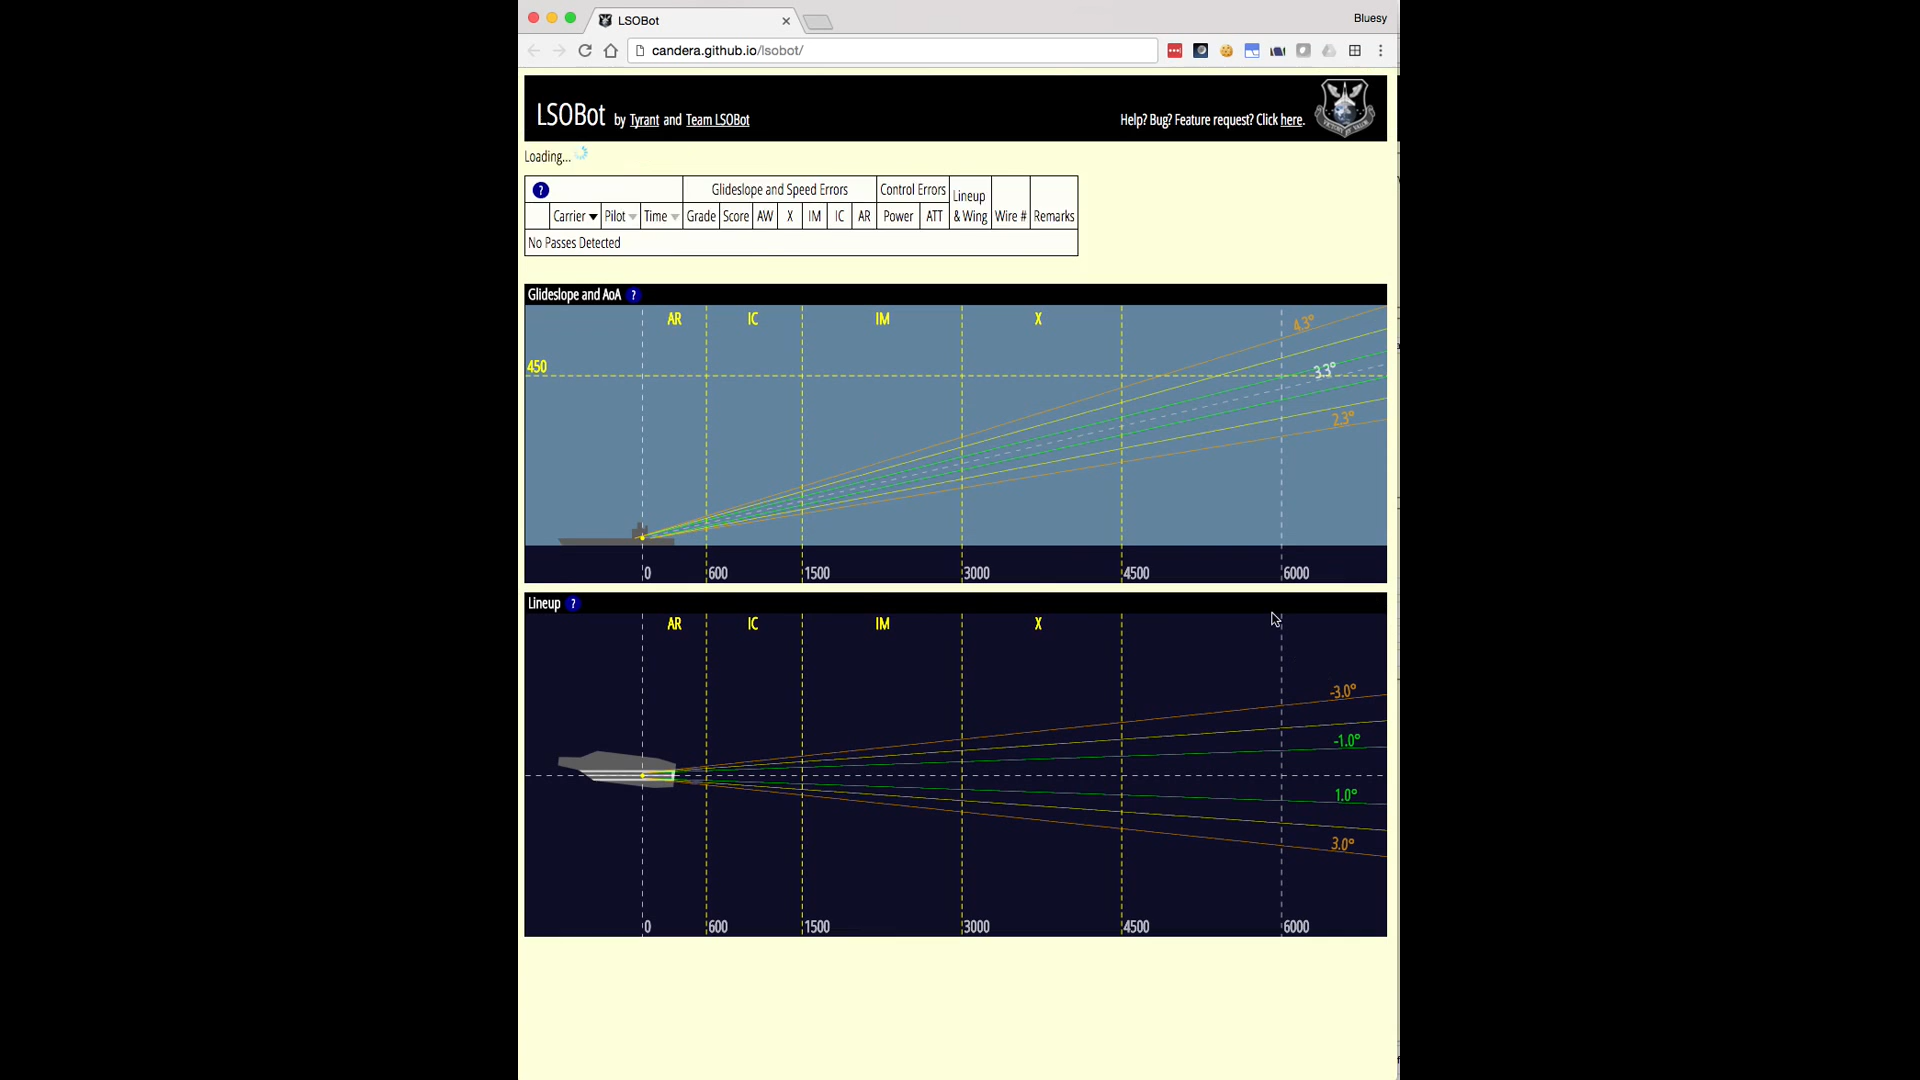 LSOBot
Bluesy
candera.github.io/lsobot/
LSOBot by Tyrant and Team LSOBot
Help? Bug? Feature request? Click here.
Loading...
? Glideslope and Speed Errors Control Errors Lineup & Wing Wire # Remarks
Carrier ▼ Pilot ▼ Time ▼ Grade Score AW X IM IC AR Power ATT
No Passes Detected
Glideslope and AoA ?
AR IC IM X
4.3°
450
3.3°
2.3°
0 600 1500 3000 4500 6000
Lineup ?
AR IC IM X
-3.0°
-1.0°
1.0°
3.0°
0 600 1500 3000 4500 6000